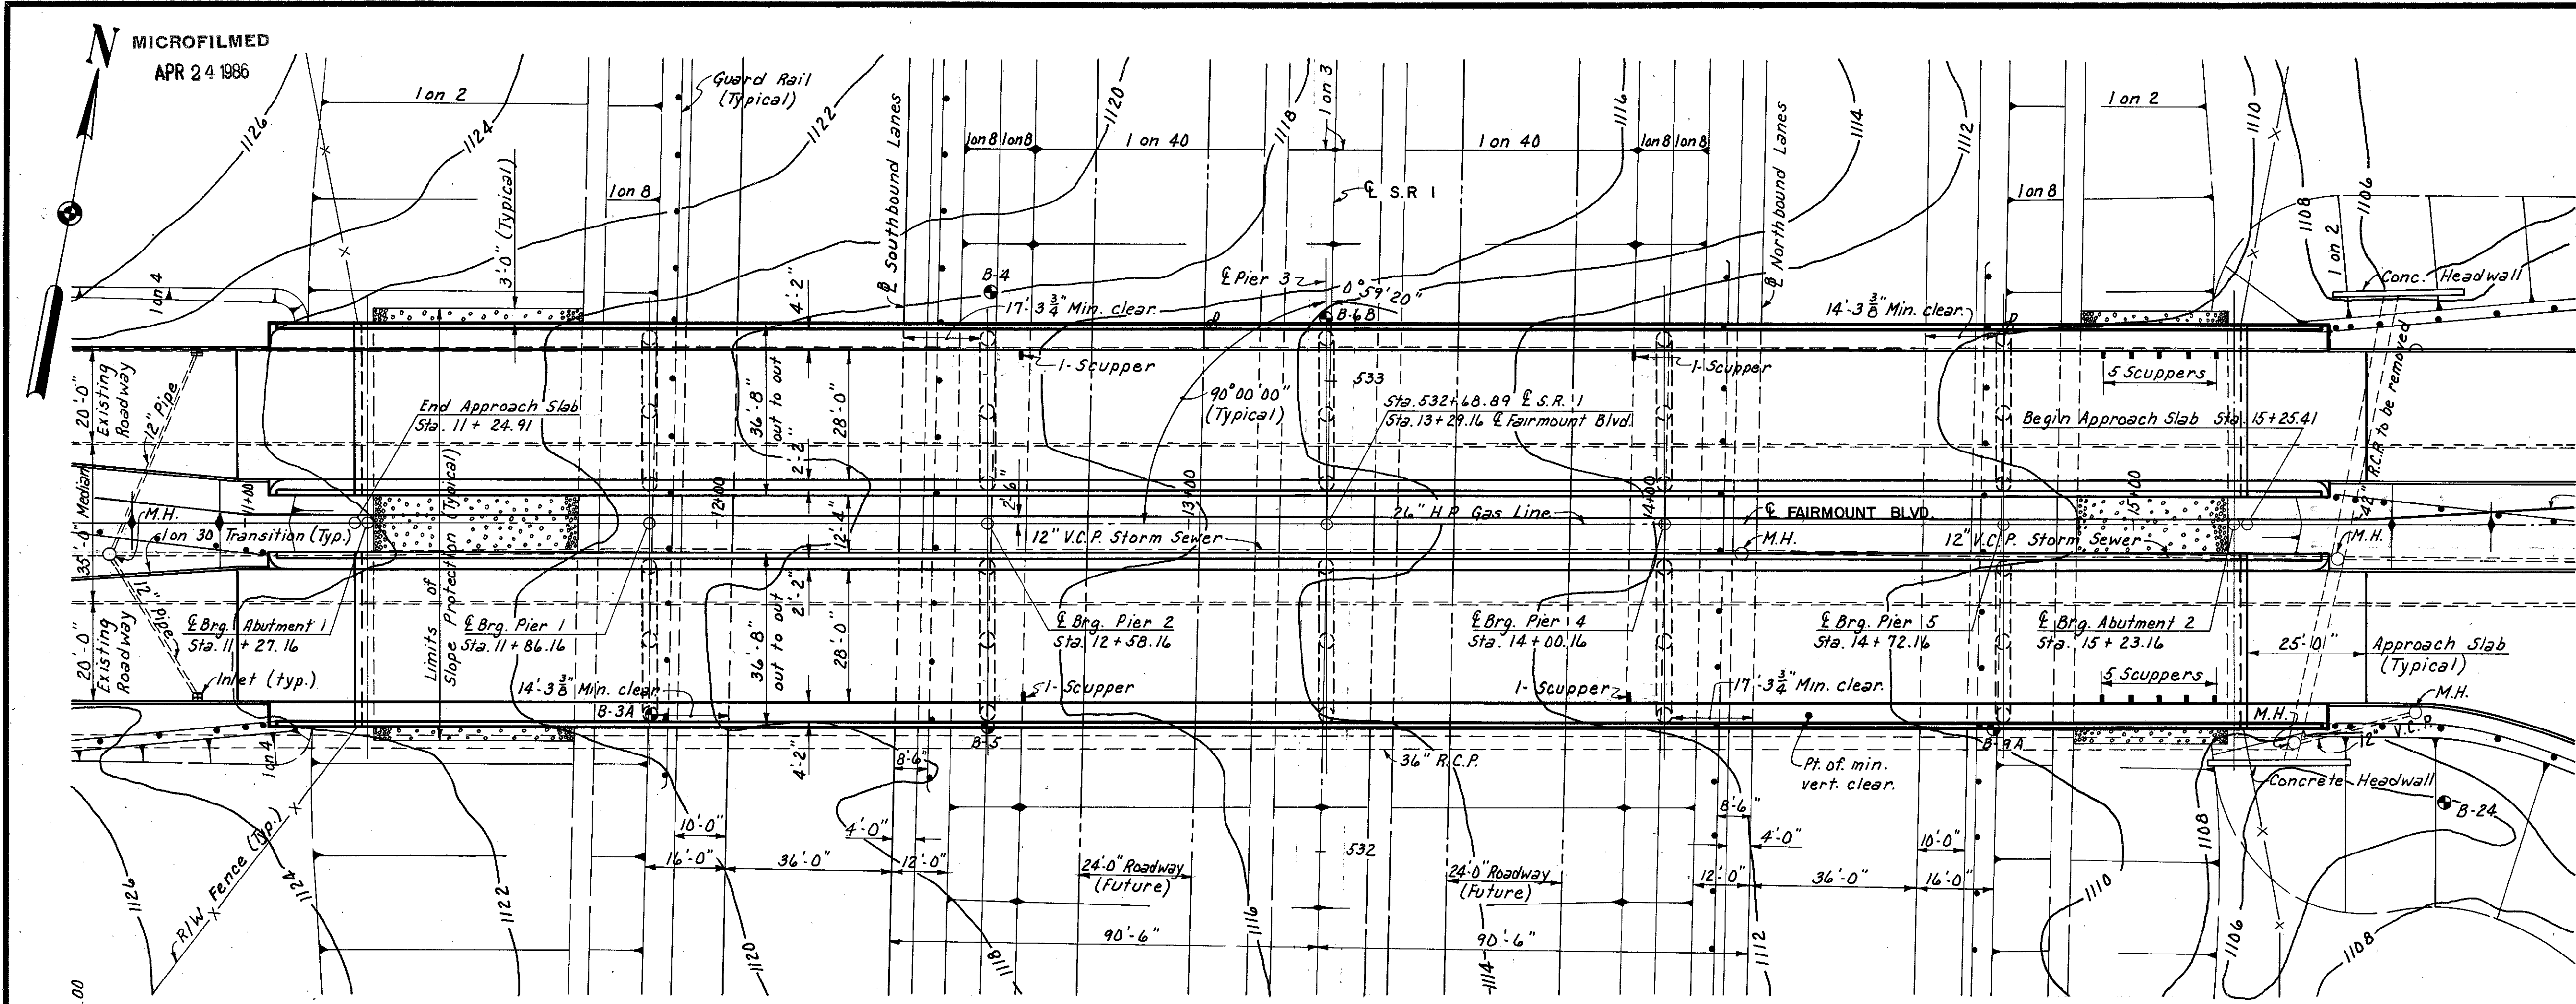 N MICROFILMED
APR 24 1986
1 on 2
1126
1124
Guard Rail
(Typical)
1122
℄ Southbound Lanes
1120
1 on 8 1 on 8
1 on 40
1118
1 on 3
1 on 40
1116
1 on 8 1 on 8
℄ Northbound Lanes
1114
1112
1 on 2
1110
1 on 8
3'-0" (Typical)
℄ S.R 1
1 on 8
1108
1106
1 on 2
1 on 4
4'-2"
B-4
17'-3 3/4" Min. clear.
℄ Pier 3
0°59'20"
B-6B
14'-3 3/8" Min. clear.
Conc. Headwall
20'-0"
Existing
Roadway
12" Pipe
End Approach Slab
Sta. 11 + 24.91
36'-8"
out to out
28'-0"
2'-2"
1-Scupper
90°00'00"
(Typical)
533
Sta. 532+68.89 ℄ S.R. 1
Sta. 13+29.16 ℄ Fairmount Blvd.
1-Scupper
5 Scuppers
Begin Approach Slab Sta. 15+25.41
42" R.C.P. to be removed
35'-0" Median
M.H.
1 on 30 Transition (Typ.)
11+00
Limits of
Slope Protection (Typical)
12+00
12'-4"
2'-6"
13+00
12" V.C.P. Storm Sewer
26" H.P. Gas Line
14+00
℄ FAIRMOUNT BLVD.
M.H.
12" V.C.P. Storm Sewer
15+00
M.H.
20'-0"
Existing
Roadway
12" Pipe
℄ Brg. Abutment 1
Sta. 11 + 27.16
℄ Brg. Pier 1
Sta. 11 + 86.16
36'-8"
out to out
2'-2"
28'-0"
℄ Brg. Pier 2
Sta. 12 + 58.16
℄ Brg. Pier 4
Sta. 14 + 00.16
℄ Brg. Pier 5
Sta. 14 + 72.16
℄ Brg. Abutment 2
Sta. 15 + 23.16
25'-0"
Approach Slab
(Typical)
Inlet (typ.)
14'-3 3/8" Min. clear
B-3A
1-Scupper
1-Scupper
17'-3 3/4" Min. clear.
5 Scuppers
M.H.
M.H.
12"
V.C.P.
1 on 4
B-5
4'-2"
8'-6"
36" R.C.P.
Pt. of min.
vert. clear.
B-9A
Concrete Headwall
B-24
R/W Fence (Typ.)
10'-0"
16'-0"
36'-0"
4'-0"
12'-0"
24'-0" Roadway
(Future)
532
24'-0" Roadway
(Future)
8'-6"
4'-0"
12'-0"
36'-0"
10'-0"
16'-0"
1108
1110
1126
1124
1122
1120
1118
90'-6"
1116
90'-6"
1114
1112
1106
1108
.00